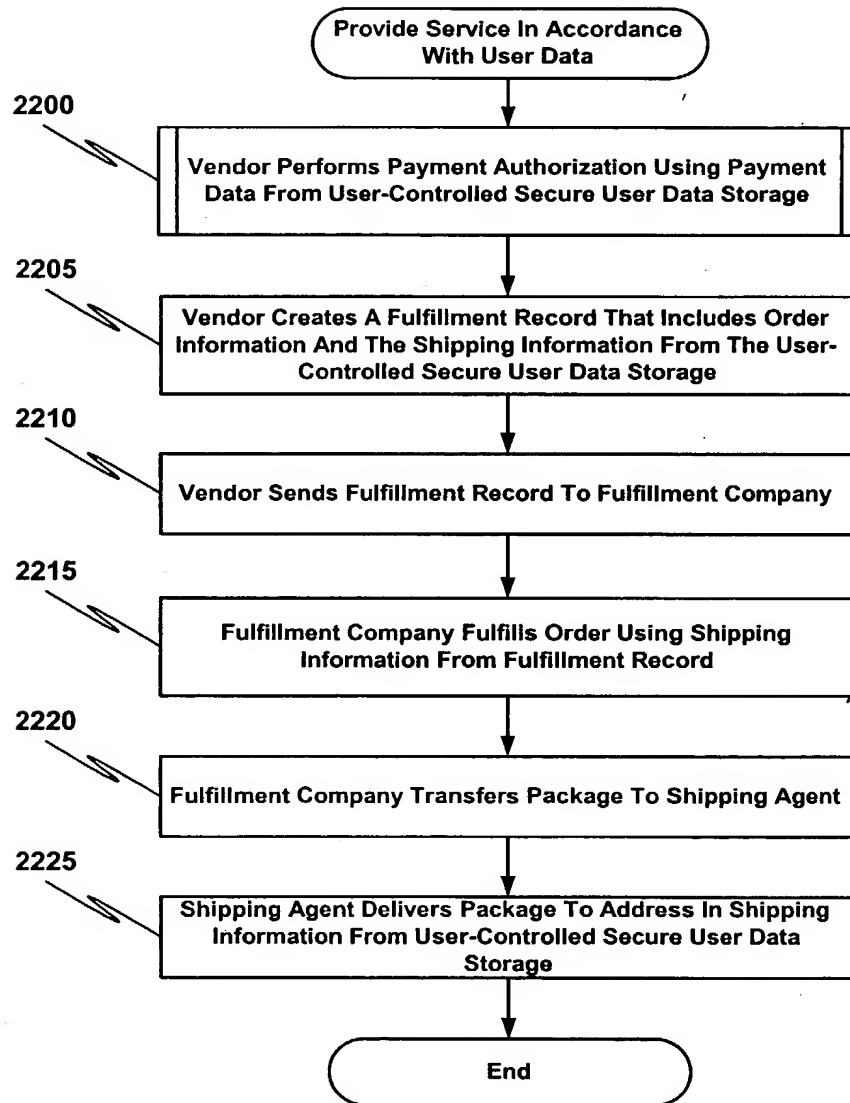 Provide Service In Accordance
With User Data
2200
Vendor Performs Payment Authorization Using Payment
Data From User-Controlled Secure User Data Storage
2205
Vendor Creates A Fulfillment Record That Includes Order
Information And The Shipping Information From The User-
Controlled Secure User Data Storage
2210
Vendor Sends Fulfillment Record To Fulfillment Company
2215
Fulfillment Company Fulfills Order Using Shipping
Information From Fulfillment Record
2220
Fulfillment Company Transfers Package To Shipping Agent
2225
Shipping Agent Delivers Package To Address In Shipping
Information From User-Controlled Secure User Data
Storage
End